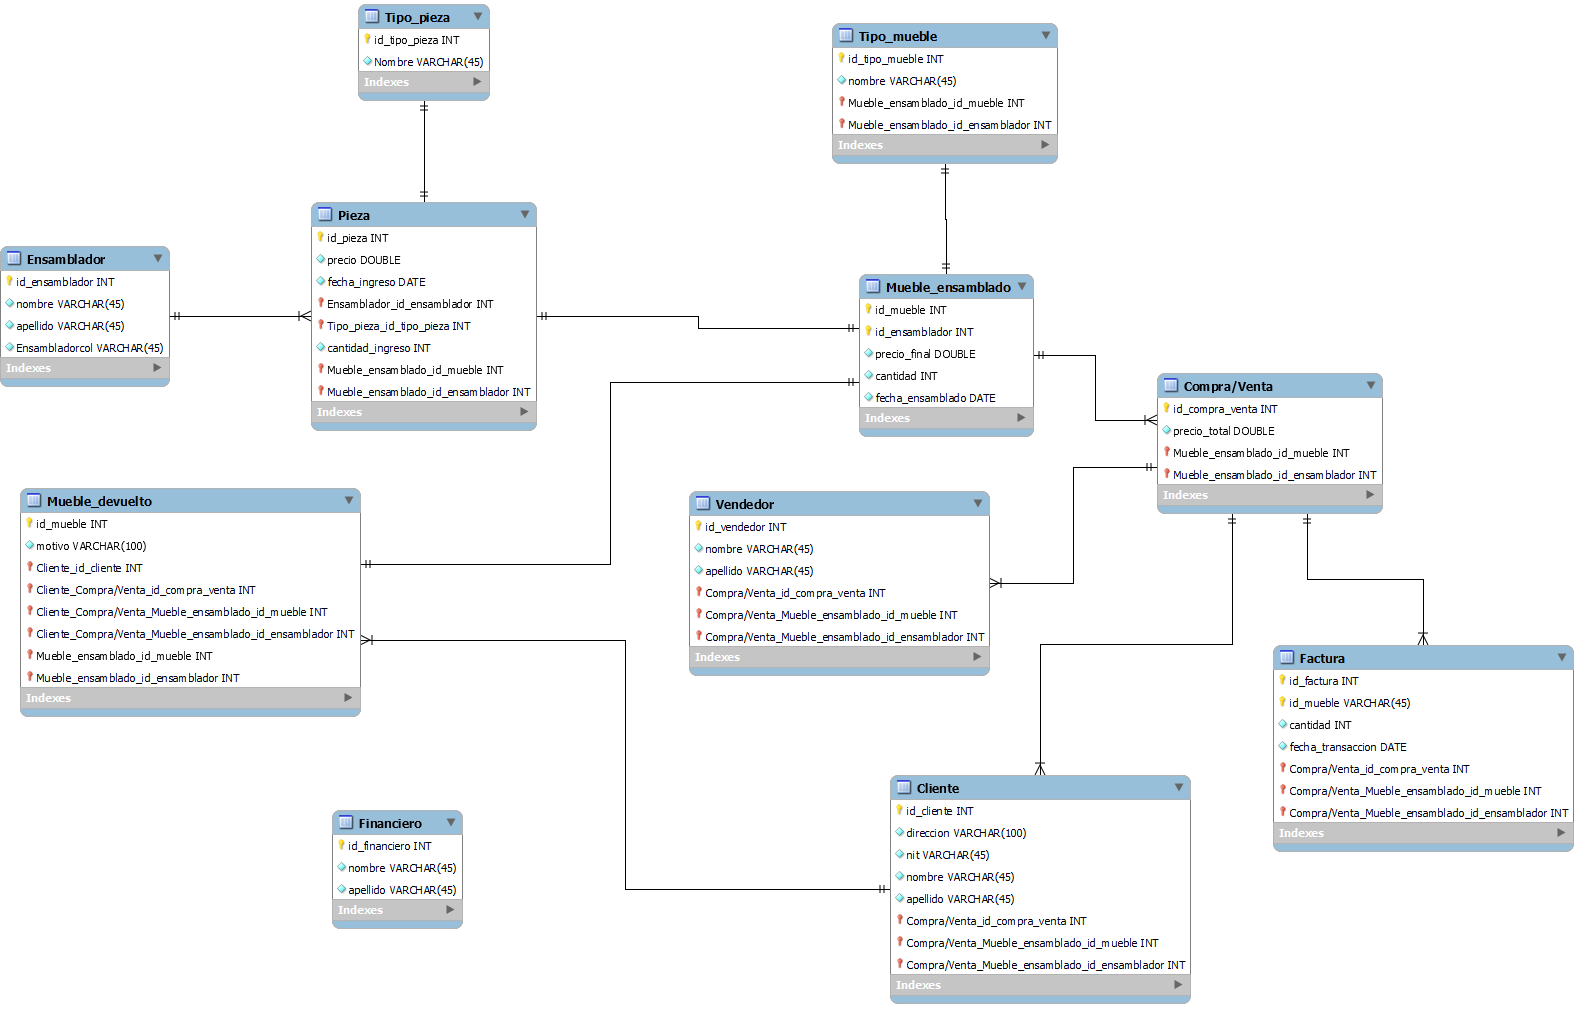 Tipo_pieza
id_tipo_pieza INT
Nombre VARCHAR(45)
Indexes
Tipo_mueble
id_tipo_mueble INT
nombre VARCHAR(45)
Mueble_ensamblado_id_mueble INT
Mueble_ensamblado_id_ensamblador INT
Indexes
Pieza
id_pieza INT
precio DOUBLE
fecha_ingreso DATE
Ensamblador_id_ensamblador INT
Tipo_pieza_id_tipo_pieza INT
cantidad_ingreso INT
Mueble_ensamblado_id_mueble INT
Mueble_ensamblado_id_ensamblador INT
Indexes
Ensamblador
id_ensamblador INT
nombre VARCHAR(45)
apellido VARCHAR(45)
Ensambladorcol VARCHAR(45)
Indexes
Mueble_ensamblado
id_mueble INT
id_ensamblador INT
precio_final DOUBLE
cantidad INT
fecha_ensamblado DATE
Indexes
Compra/Venta
id_compra_venta INT
precio_total DOUBLE
Mueble_ensamblado_id_mueble INT
Mueble_ensamblado_id_ensamblador INT
Indexes
Mueble_devuelto
id_mueble INT
motivo VARCHAR(100)
Cliente_id_cliente INT
Cliente_Compra/Venta_id_compra_venta INT
Cliente_Compra/Venta_Mueble_ensamblado_id_mueble INT
Cliente_Compra/Venta_Mueble_ensamblado_id_ensamblador INT
Mueble_ensamblado_id_mueble INT
Mueble_ensamblado_id_ensamblador INT
Indexes
Vendedor
id_vendedor INT
nombre VARCHAR(45)
apellido VARCHAR(45)
Compra/Venta_id_compra_venta INT
Compra/Venta_Mueble_ensamblado_id_mueble INT
Compra/Venta_Mueble_ensamblado_id_ensamblador INT
Indexes
Factura
id_factura INT
id_mueble VARCHAR(45)
cantidad INT
fecha_transaccion DATE
Compra/Venta_id_compra_venta INT
Compra/Venta_Mueble_ensamblado_id_mueble INT
Compra/Venta_Mueble_ensamblado_id_ensamblador INT
Indexes
Financiero
id_financiero INT
nombre VARCHAR(45)
apellido VARCHAR(45)
Indexes
Cliente
id_cliente INT
direccion VARCHAR(100)
nit VARCHAR(45)
nombre VARCHAR(45)
apellido VARCHAR(45)
Compra/Venta_id_compra_venta INT
Compra/Venta_Mueble_ensamblado_id_mueble INT
Compra/Venta_Mueble_ensamblado_id_ensamblador INT
Indexes